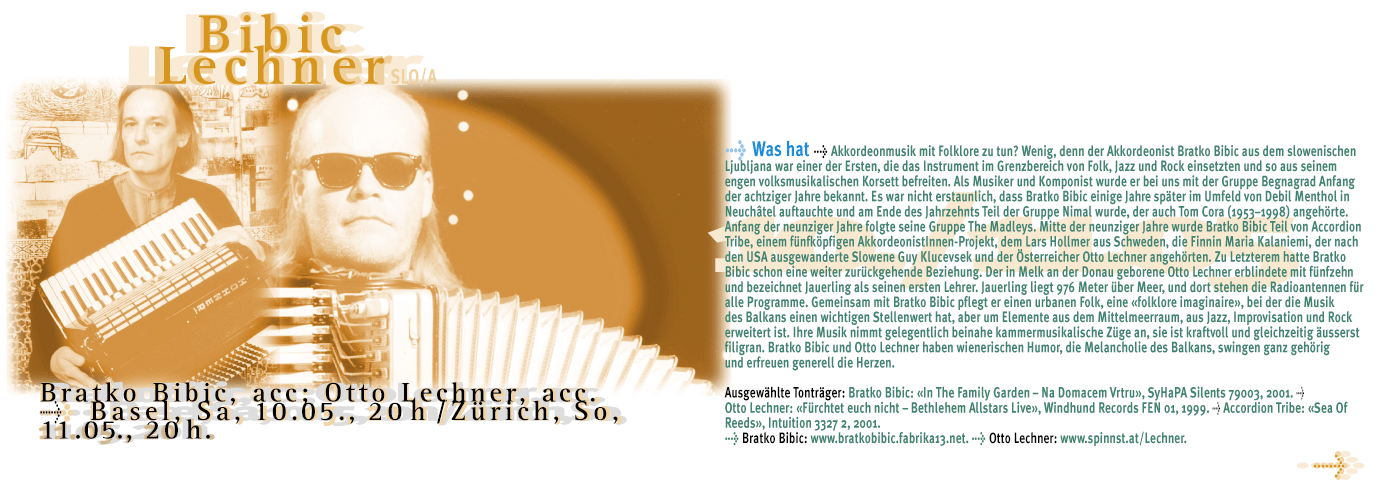 Bibic
Lechner SLO/A
Bratko Bibic, acc; Otto Lechner, acc.
Basel, Sa, 10.05., 20 h / Zürich, So,
11.05., 20 h.
Was hat Akkordeonmusik mit Folklore zu tun? Wenig, denn der Akkordeonist Bratko Bibic aus dem slowenischen
Ljubljana war einer der Ersten, die das Instrument im Grenzbereich von Folk, Jazz und Rock einsetzten und so aus seinem
engen volksmusikalischen Korsett befreiten. Als Musiker und Komponist wurde er bei uns mit der Gruppe Begnagrad Anfang
der achtziger Jahre bekannt. Es war nicht erstaunlich, dass Bratko Bibic einige Jahre später im Umfeld von Debil Menthol in
Neuchâtel auftauchte und am Ende des Jahrzehnts Teil der Gruppe Nimal wurde, der auch Tom Cora (1953–1998) angehörte.
Anfang der neunziger Jahre folgte seine Gruppe The Madleys. Mitte der neunziger Jahre wurde Bratko Bibic Teil von Accordion
Tribe, einem fünfköpfigen AkkordeonistInnen-Projekt, dem Lars Hollmer aus Schweden, die Finnin Maria Kalaniemi, der nach
den USA ausgewanderte Slowene Guy Klucevsek und der Österreicher Otto Lechner angehörten. Zu Letzterem hatte Bratko
Bibic schon eine weiter zurückgehende Beziehung. Der in Melk an der Donau geborene Otto Lechner erblindete mit fünfzehn
und bezeichnet Jauerling als seinen ersten Lehrer. Jauerling liegt 976 Meter über Meer, und dort stehen die Radioantennen für
alle Programme. Gemeinsam mit Bratko Bibic pflegt er einen urbanen Folk, eine «folklore imaginaire», bei der die Musik
des Balkans einen wichtigen Stellenwert hat, aber um Elemente aus dem Mittelmeerraum, aus Jazz, Improvisation und Rock
erweitert ist. Ihre Musik nimmt gelegentlich beinahe kammermusikalische Züge an, sie ist kraftvoll und gleichzeitig äusserst
filigran. Bratko Bibic und Otto Lechner haben wienerischen Humor, die Melancholie des Balkans, swingen ganz gehörig
und erfreuen generell die Herzen.
Ausgewählte Tonträger: Bratko Bibic: «In The Family Garden – Na Domacem Vrtru», SyHaPA Silents 79003, 2001.
Otto Lechner: «Fürchtet euch nicht – Bethlehem Allstars Live», Windhund Records FEN 01, 1999. Accordion Tribe: «Sea Of
Reeds», Intuition 3327 2, 2001.
Bratko Bibic: www.bratkobibic.fabrika13.net. Otto Lechner: www.spinnst.at/Lechner.